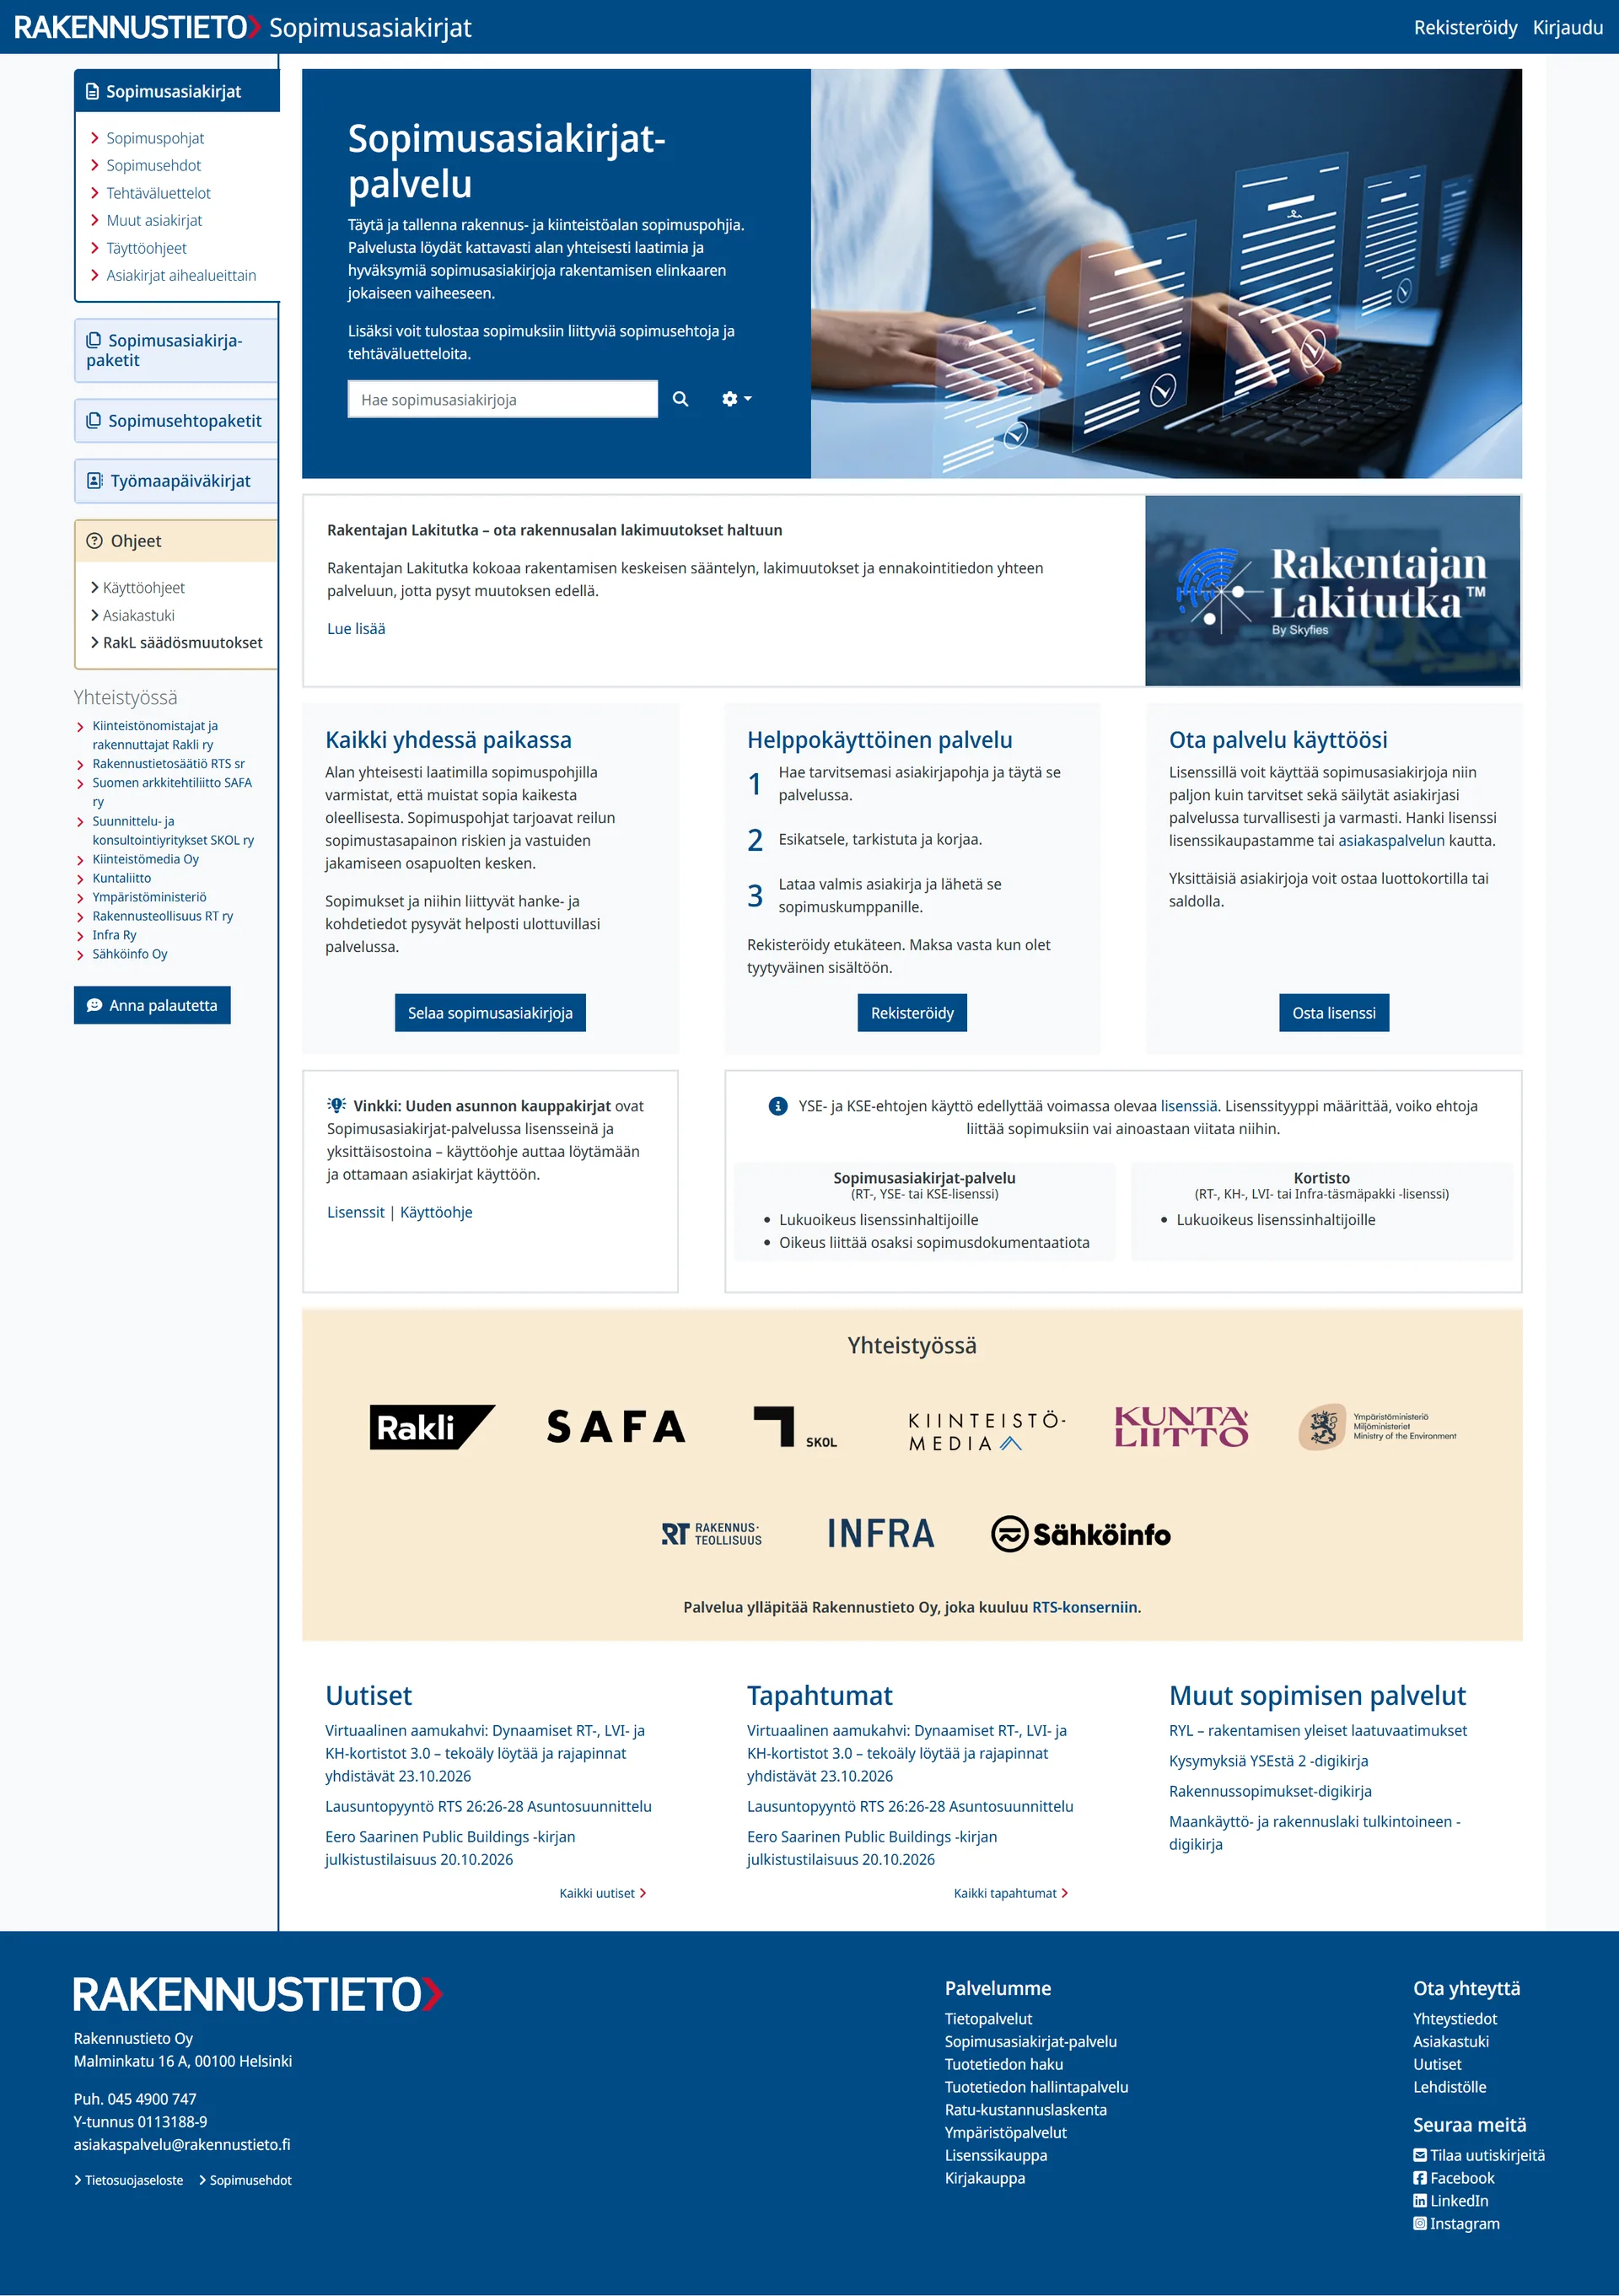 RAKENNUSTIETO Sopimusasiakirjat
Rekisteröidy Kirjaudu
Sopimusasiakirjat
Sopimuspohjat
Sopimusehdot
Tehtäväluettelot
Muut asiakirjat
Täyttöohjeet
Asiakirjat aihealueittain
Sopimusasiakirja-
paketit
Sopimusehtopaketit
Työmaapäiväkirjat
Ohjeet
Käyttöohjeet
Asiakastuki
RakL säädösmuutokset
Yhteistyössä
Kiinteistönomistajat ja
rakennuttajat Rakli ry
Rakennustietosäätiö RTS sr
Suomen arkkitehtiliitto SAFA
ry
Suunnittelu- ja
konsultointiyritykset SKOL ry
Kiinteistömedia Oy
Kuntaliitto
Ympäristöministeriö
Rakennusteollisuus RT ry
Infra Ry
Sähköinfo Oy
Anna palautetta
Sopimusasiakirjat-
palvelu
Täytä ja tallenna rakennus- ja kiinteistöalan sopimuspohjia.
Palvelusta löydät kattavasti alan yhteisesti laatimia ja
hyväksymiä sopimusasiakirjoja rakentamisen elinkaaren
jokaiseen vaiheeseen.
Lisäksi voit tulostaa sopimuksiin liittyviä sopimusehtoja ja
tehtäväluetteloita.
Hae sopimusasiakirjoja
Rakentajan Lakitutka – ota rakennusalan lakimuutokset haltuun
Rakentajan Lakitutka kokoaa rakentamisen keskeisen sääntelyn, lakimuutokset ja ennakointitiedon yhteen
palveluun, jotta pysyt muutoksen edellä.
Lue lisää
Rakentajan
Lakitutka™
By Skyfies
Kaikki yhdessä paikassa
Alan yhteisesti laatimilla sopimuspohjilla
varmistat, että muistat sopia kaikesta
oleellisesta. Sopimuspohjat tarjoavat reilun
sopimustasapainon riskien ja vastuiden
jakamiseen osapuolten kesken.
Sopimukset ja niihin liittyvät hanke- ja
kohdetiedot pysyvät helposti ulottuvillasi
palvelussa.
Selaa sopimusasiakirjoja
Helppokäyttöinen palvelu
1 Hae tarvitsemasi asiakirjapohja ja täytä se
palvelussa.
2 Esikatsele, tarkistuta ja korjaa.
3 Lataa valmis asiakirja ja lähetä se
sopimuskumppanille.
Rekisteröidy etukäteen. Maksa vasta kun olet
tyytyväinen sisältöön.
Rekisteröidy
Ota palvelu käyttöösi
Lisenssillä voit käyttää sopimusasiakirjoja niin
paljon kuin tarvitset sekä säilytät asiakirjasi
palvelussa turvallisesti ja varmasti. Hanki lisenssi
lisenssikaupastamme tai asiakaspalvelun kautta.
Yksittäisiä asiakirjoja voit ostaa luottokortilla tai
saldolla.
Osta lisenssi
Vinkki: Uuden asunnon kauppakirjat ovat
Sopimusasiakirjat-palvelussa lisensseinä ja
yksittäisostoina – käyttöohje auttaa löytämään
ja ottamaan asiakirjat käyttöön.
Lisenssit | Käyttöohje
YSE- ja KSE-ehtojen käyttö edellyttää voimassa olevaa lisenssiä. Lisenssityyppi määrittää, voiko ehtoja
liittää sopimuksiin vai ainoastaan viitata niihin.
Sopimusasiakirjat-palvelu
(RT-, YSE- tai KSE-lisenssi)
• Lukuoikeus lisenssinhaltijoille
• Oikeus liittää osaksi sopimusdokumentaatiota
Kortisto
(RT-, KH-, LVI- tai Infra-täsmäpakki -lisenssi)
• Lukuoikeus lisenssinhaltijoille
Yhteistyössä
Rakli
SAFA
SKOL
KIINTEISTÖ-
MEDIA
KUNTA
LIITTO
Ympäristöministeriö
Miljöministeriet
Ministry of the Environment
RT RAKENNUS-
TEOLLISUUS
INFRA
Sähköinfo
Palvelua ylläpitää Rakennustieto Oy, joka kuuluu RTS-konserniin.
Uutiset
Virtuaalinen aamukahvi: Dynaamiset RT-, LVI- ja
KH-kortistot 3.0 – tekoäly löytää ja rajapinnat
yhdistävät 23.10.2026
Lausuntopyyntö RTS 26:26-28 Asuntosuunnittelu
Eero Saarinen Public Buildings -kirjan
julkistustilaisuus 20.10.2026
Kaikki uutiset
Tapahtumat
Virtuaalinen aamukahvi: Dynaamiset RT-, LVI- ja
KH-kortistot 3.0 – tekoäly löytää ja rajapinnat
yhdistävät 23.10.2026
Lausuntopyyntö RTS 26:26-28 Asuntosuunnittelu
Eero Saarinen Public Buildings -kirjan
julkistustilaisuus 20.10.2026
Kaikki tapahtumat
Muut sopimisen palvelut
RYL – rakentamisen yleiset laatuvaatimukset
Kysymyksiä YSEstä 2 -digikirja
Rakennussopimukset-digikirja
Maankäyttö- ja rakennuslaki tulkintoineen -
digikirja
RAKENNUSTIETO
Rakennustieto Oy
Malminkatu 16 A, 00100 Helsinki
Puh. 045 4900 747
Y-tunnus 0113188-9
asiakaspalvelu@rakennustieto.fi
Tietosuojaseloste Sopimusehdot
Palvelumme
Tietopalvelut
Sopimusasiakirjat-palvelu
Tuotetiedon haku
Tuotetiedon hallintapalvelu
Ratu-kustannuslaskenta
Ympäristöpalvelut
Lisenssikauppa
Kirjakauppa
Ota yhteyttä
Yhteystiedot
Asiakastuki
Uutiset
Lehdistölle
Seuraa meitä
Tilaa uutiskirjeitä
Facebook
LinkedIn
Instagram